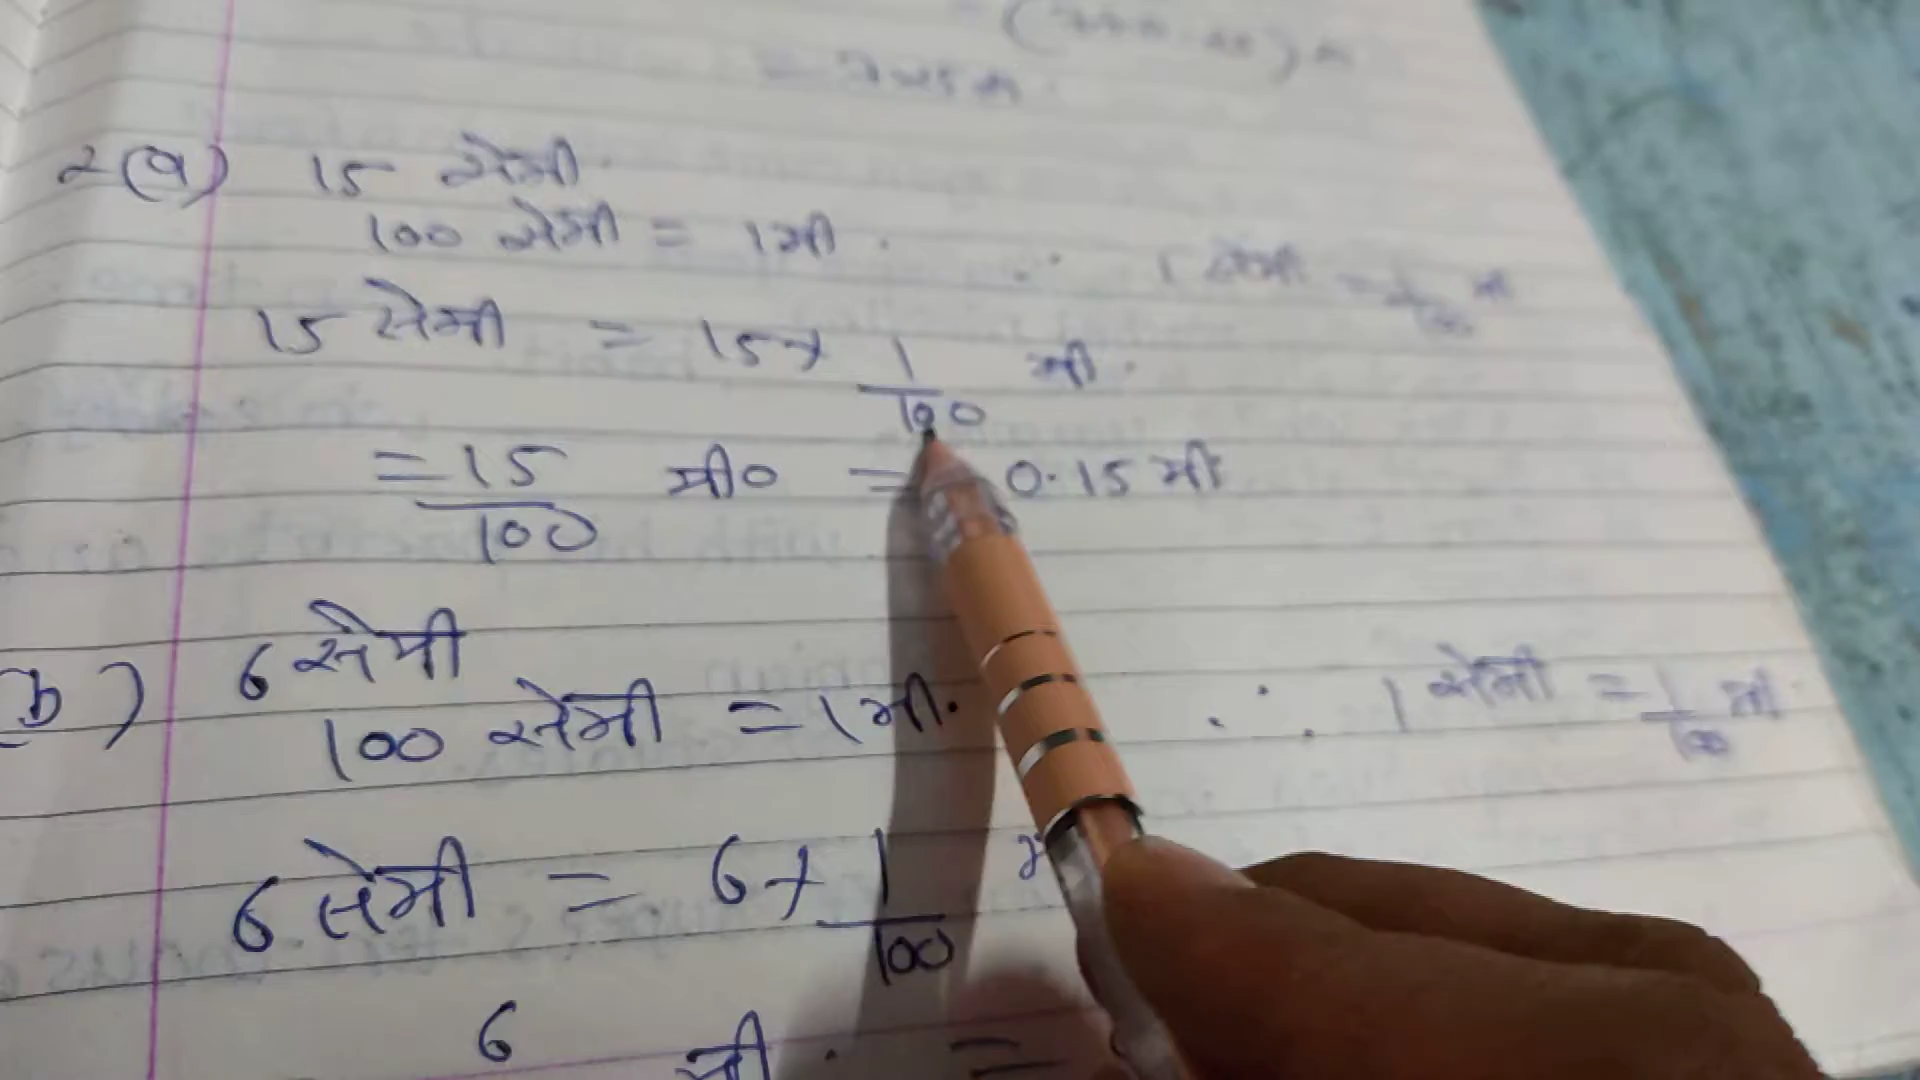 2(a) 15 सेमी.
100 सेमी = 1मी. ∴ 1 सेमी = 1/100 मी
15 सेमी = 15 × 1/100 मी.
= 15/100 मी० = 0.15 मी
(b) 6 सेमी
100 सेमी = 1 मी. ∴ 1 सेमी = 1/100 मी.
6 सेमी = 6 × 1/100
6 मी. =